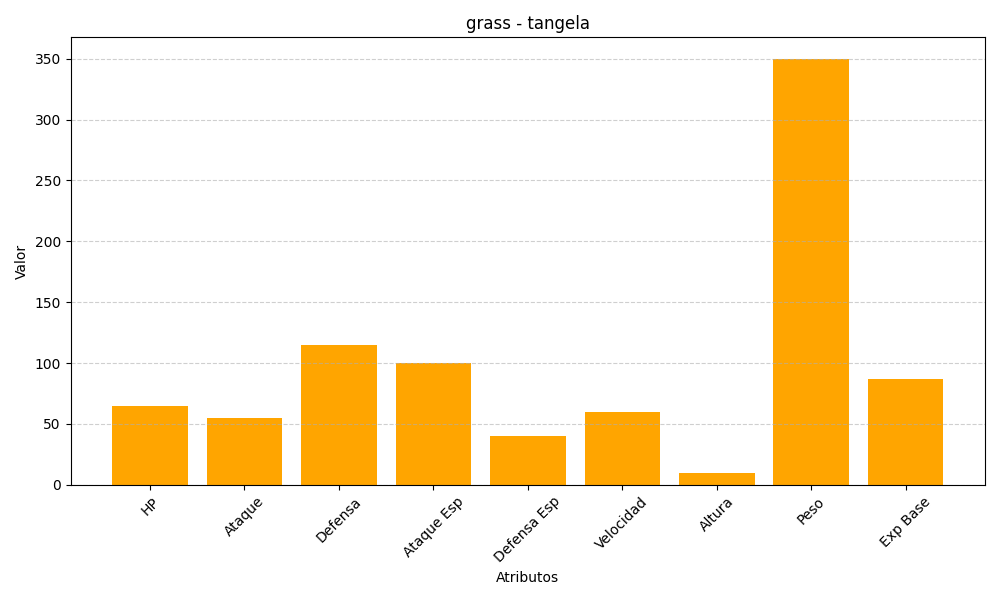 grass - tangela
Valor
350
300
250
200
150
100
50
0
HP
Ataque
Defensa
Ataque Esp
Defensa Esp
Velocidad
Altura
Peso
Exp Base
Atributos